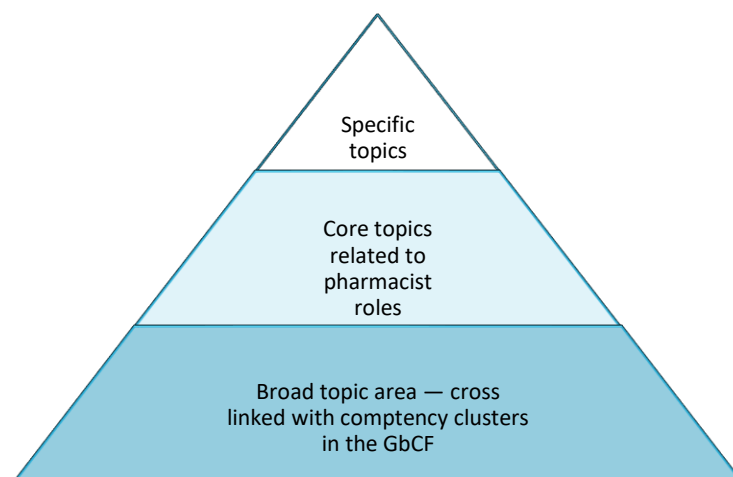 Specific
topics
Core topics
related to
pharmacist
roles
Broad topic area — cross
linked with comptency clusters
in the GbCF